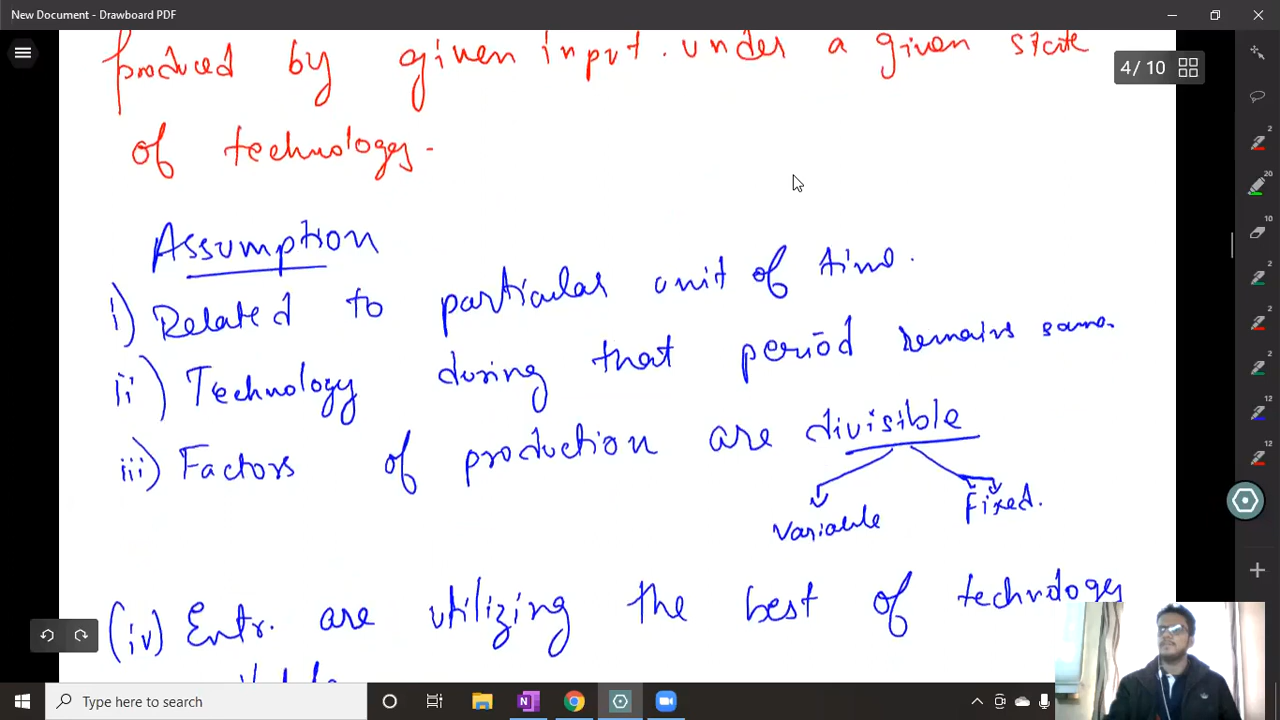 New Document - Drawboard PDF
produced by given input. under a given state
4 / 10
of technology.
Assumption
i) Related to particular unit of time.
ii) Technology during that period remains same.
iii) Factors of production are divisible
Variable
Fixed.
(iv) Entr. are utilizing the best of technology
Type here to search